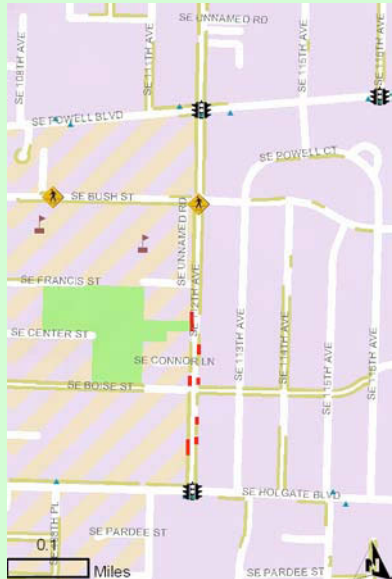 SE UNNAMED RD
SE 108TH AVE
SE 111TH AVE
SE 115TH AVE
SE POWELL BLVD
SE POWELL CT
SE BUSH ST
SE UNNAMED RD
SE FRANCIS ST
SE 112TH AVE
SE CENTER ST
SE CONNOR LN
SE 113TH AVE
SE 114TH AVE
SE 115TH AVE
SE 116TH AVE
SE BOISE ST
SE HOLGATE BLVD
SE PARDEE ST
SE PARDEE ST
0.1
Miles
N